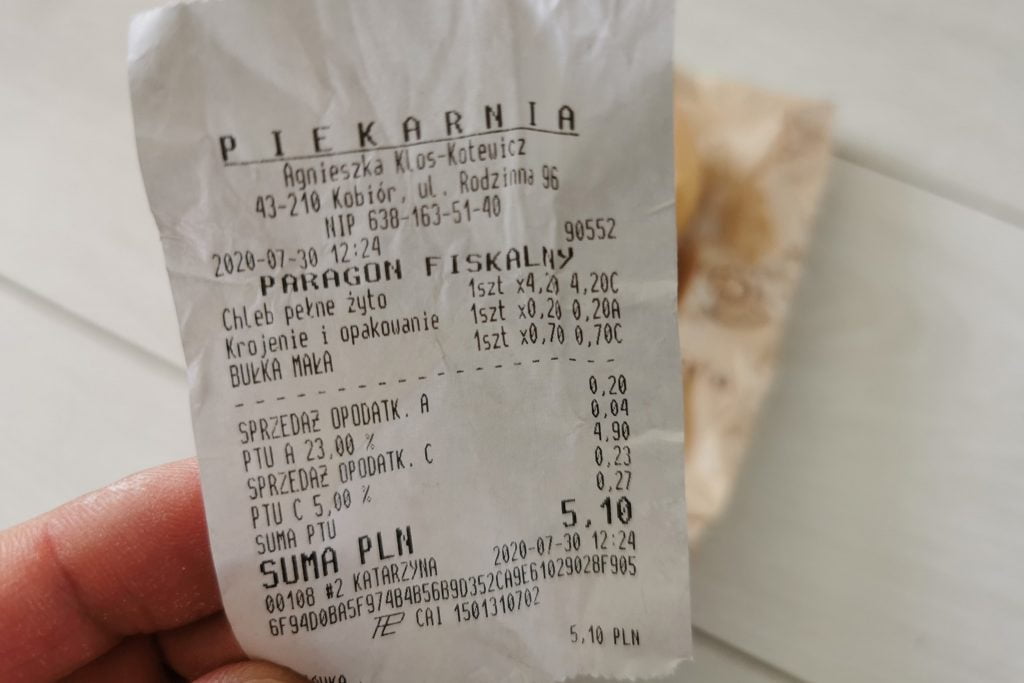 PIEKARNIA
Agnieszka Klos-Kotewicz
43-210 Kobiór, ul. Rodzinna 96
NIP 638-163-51-40
2020-07-30 12:24 90552
PARAGON FISKALNY
Chleb pełne żyto 1szt x4,20 4,20C
Krojenie i opakowanie 1szt x0,20 0,20A
BUŁKA MAŁA 1szt x0,70 0,70C
SPRZEDAŻ OPODATK. A 0,20
PTU A 23,00 % 0,04
SPRZEDAŻ OPODATK. C 4,90
PTU C 5,00 % 0,23
SUMA PTU 0,27
SUMA PLN 5,10
00108 #2 KATARZYNA 2020-07-30 12:24
6F94D0BA5F974B4B56B9D352CA9E61029028F905
CAI 1501310702
5,10 PLN